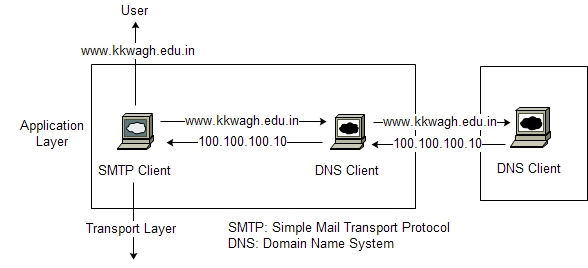 User
www.kkwagh.edu.in
Application
Layer
www.kkwagh.edu.in
100.100.100.10
www.kkwagh.edu.in
100.100.100.10
SMTP Client
DNS Client
DNS Client
Transport Layer
SMTP: Simple Mail Transport Protocol
DNS: Domain Name System